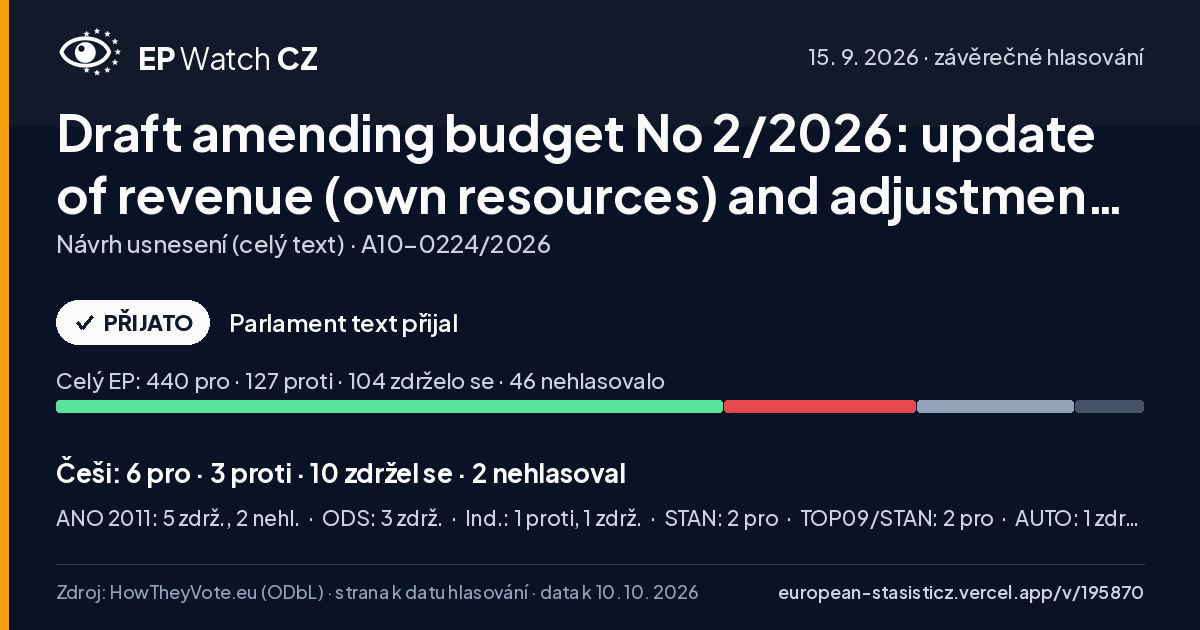 EP Watch CZ
15. 9. 2026 · závěrečné hlasování
Draft amending budget No 2/2026: update
of revenue (own resources) and adjustmen…
Návrh usnesení (celý text) · A10-0224/2026
✓ PŘIJATO
Parlament text přijal
Celý EP: 440 pro · 127 proti · 104 zdrželo se · 46 nehlasovalo
Češi: 6 pro · 3 proti · 10 zdržel se · 2 nehlasoval
ANO 2011: 5 zdrž., 2 nehl. · ODS: 3 zdrž. · Ind.: 1 proti, 1 zdrž. · STAN: 2 pro · TOP09/STAN: 2 pro · AUTO: 1 zdr…
Zdroj: HowTheyVote.eu (ODbL) · strana k datu hlasování · data k 10. 10. 2026
european-stasisticz.vercel.app/v/195870